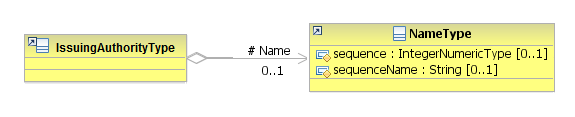 IssuingAuthorityType
# Name
0..1
NameType
sequence : IntegerNumericType [0..1]
sequenceName : String [0..1]